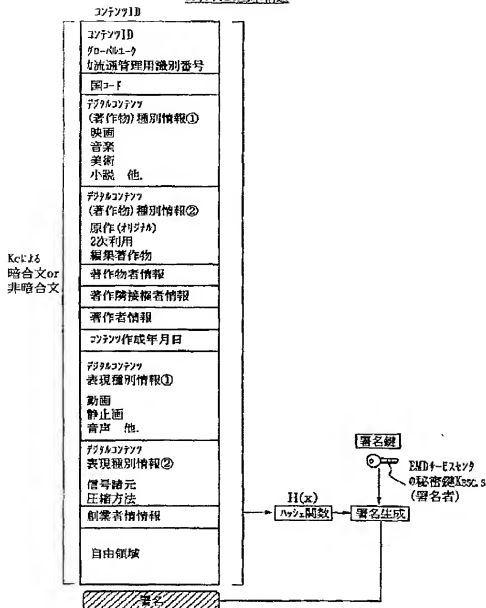 コンテンツID
コンテンツID
グローバルユーク
な流通管理用識別番号
国コード
デジタルコンテンツ
(著作物)種別情報①
映画
音楽
美術
小説 他.
デジタルコンテンツ
(著作物)種別情報②
原作(オリジナル)
2次利用
編集著作物
Kcによる
暗合文or
非暗合文
著作物者情報
著作隣接権者情報
著作者情報
コンテンツ作成年月日
デジタルコンテンツ
表現種別情報①
動画
静止画
音声 他.
デジタルコンテンツ
表現種別情報②
信号諸元
圧縮方法
創業者情情報
自由領域
署名鍵
EMDサービスセンタ
の秘密鍵Kesc,s
(署名者)
H(x)
ハッシュ関数
署名生成
署名